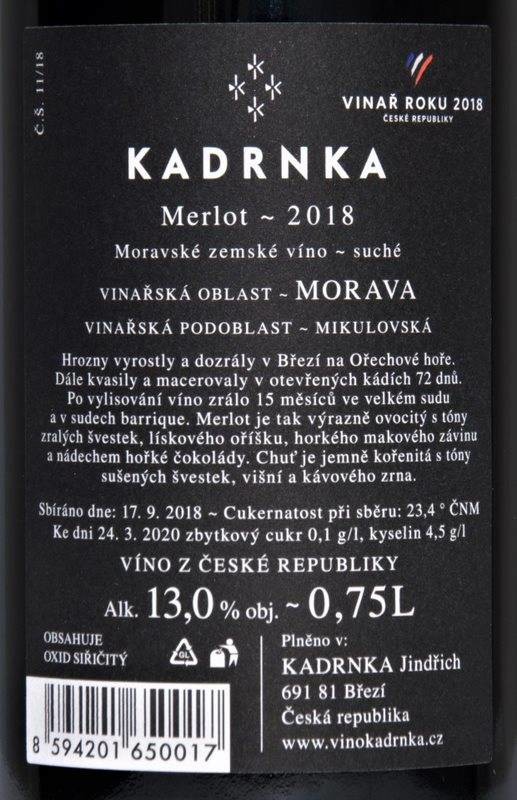 Č.Š. 11/18
VINAŘ ROKU 2018
ČESKÉ REPUBLIKY
KADRNKA
Merlot ~ 2018
Moravské zemské víno ~ suché
VINAŘSKÁ OBLAST ~ MORAVA
VINAŘSKÁ PODOBLAST ~ MIKULOVSKÁ
Hrozny vyrostly a dozrály v Březí na Ořechové hoře.
Dále kvasily a macerovaly v otevřených kádích 72 dnů.
Po vylisování víno zrálo 15 měsíců ve velkém sudu
a v sudech barrique. Merlot je tak výrazně ovocitý s tóny
zralých švestek, lískového oříšku, horkého makového závinu
a nádechem hořké čokolády. Chuť je jemně kořenitá s tóny
sušených švestek, višní a kávového zrna.
Sbíráno dne: 17. 9. 2018 ~ Cukernatost při sběru: 23,4 ° ČNM
Ke dni 24. 3. 2020 zbytkový cukr 0,1 g/l, kyselin 4,5 g/l
VÍNO Z ČESKÉ REPUBLIKY
Alk. 13,0 % obj. ~ 0,75L
OBSAHUJE
OXID SIŘIČITÝ
GL
Plněno v:
KADRNKA Jindřich
691 81 Březí
Česká republika
www.vinokadrnka.cz
8 594201 650017